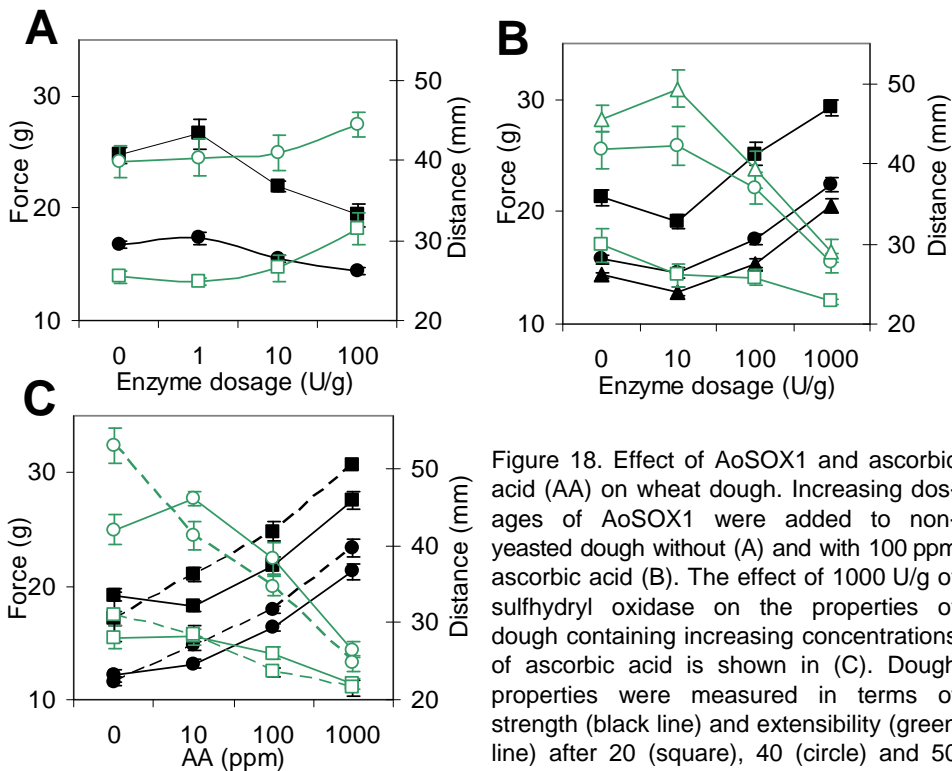 A
B
Force (g)
30
20
10
50
40
30
20
Distance (mm)
0 1 10 100
Enzyme dosage (U/g)
Force (g)
30
20
10
50
40
30
20
Distance (mm)
0 10 100 1000
Enzyme dosage (U/g)
C
Force (g)
30
20
10
50
40
30
20
Distance (mm)
0 10 100 1000
AA (ppm)
Figure 18. Effect of AoSOX1 and ascorbic
acid (AA) on wheat dough. Increasing dos-
ages of AoSOX1 were added to non-
yeasted dough without (A) and with 100 ppm
ascorbic acid (B). The effect of 1000 U/g o
sulfhydryl oxidase on the properties o
dough containing increasing concentrations
of ascorbic acid is shown in (C). Dough
properties were measured in terms o
strength (black line) and extensibility (green
line) after 20 (square), 40 (circle) and 50